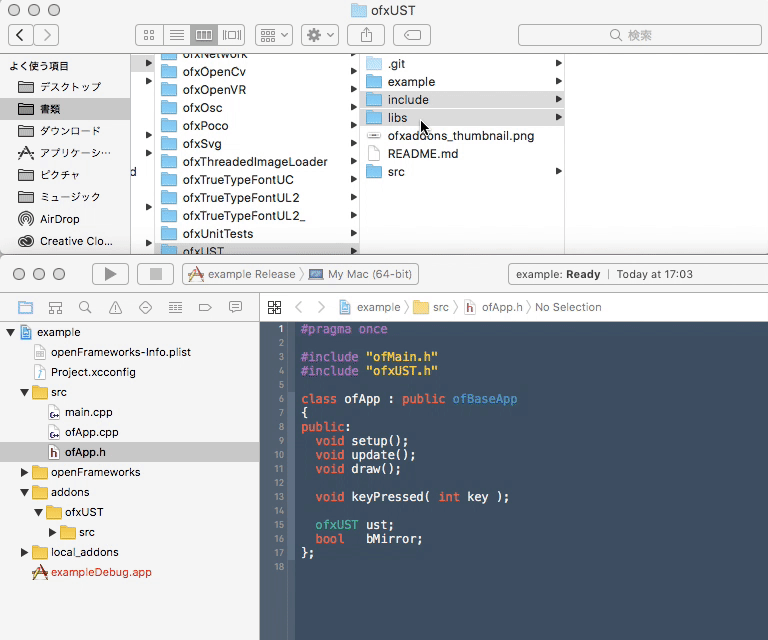 ofxUST
検索
よく使う項目
デスクトップ
書類
ダウンロード
アプリケーシ…
ピクチャ
ミュージック
AirDrop
Creative Clo...
d
ofxNetwork
ofxOpenCv
ofxOpenVR
ofxOsc
ofxPoco
ofxSvg
ofxThreadedImageLoader
ofxTrueTypeFontUC
ofxTrueTypeFontUL2
ofxTrueTypeFontUL2_
ofxUnitTests
ofxUST
.git
example
include
libs
ofxaddons_thumbnail.png
README.md
src
example Release 〉 My Mac (64-bit)
example: Ready | Today at 17:03
example 〉 src 〉 ofApp.h 〉 No Selection
example
openFrameworks-Info.plist
Project.xcconfig
src
main.cpp
ofApp.cpp
ofApp.h
openFrameworks
addons
ofxUST
src
local_addons
exampleDebug.app
1 #pragma once
2
3 #include "ofMain.h"
4 #include "ofxUST.h"
5
6 class ofApp : public ofBaseApp
7 {
8 public:
9 void setup();
10 void update();
11 void draw();
12
13 void keyPressed( int key );
14
15 ofxUST ust;
16 bool bMirror;
17 };
18